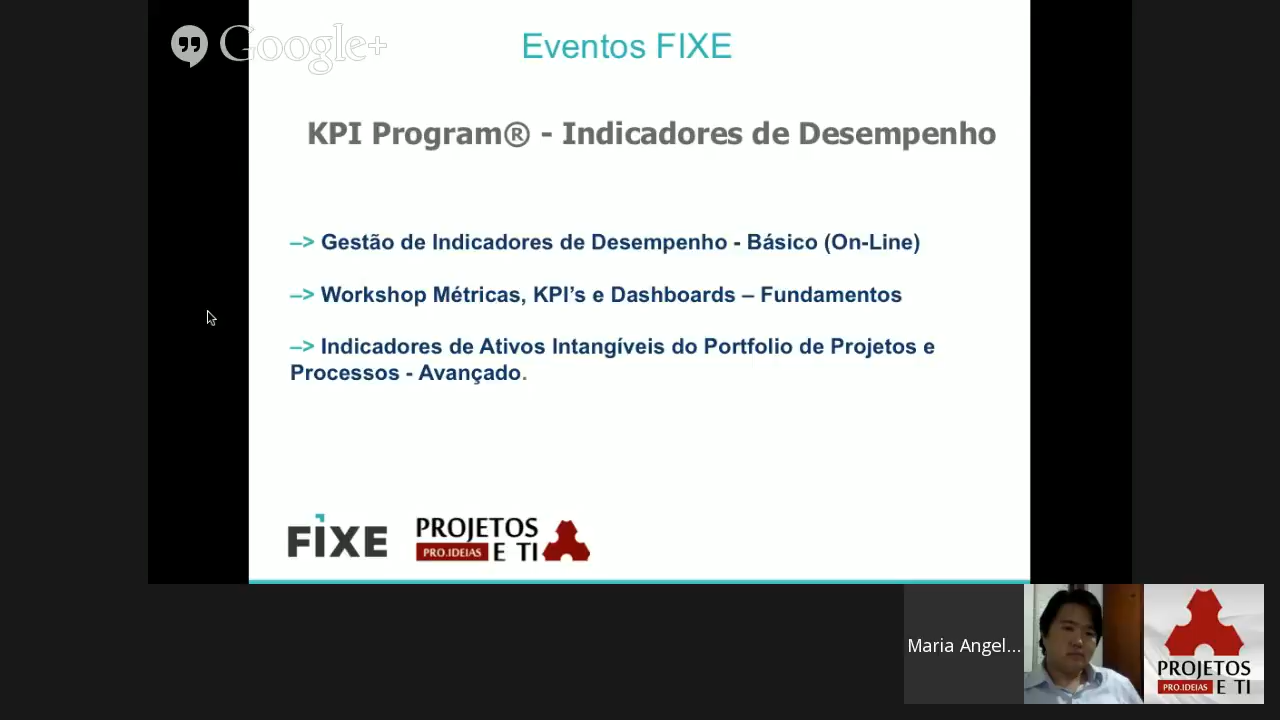 Google+
Eventos FIXE
KPI Program® - Indicadores de Desempenho
–> Gestão de Indicadores de Desempenho - Básico (On-Line)
–> Workshop Métricas, KPI’s e Dashboards – Fundamentos
–> Indicadores de Ativos Intangíveis do Portfolio de Projetos e
Processos - Avançado.
FIXE
PROJETOS
PRO.IDEIAS E TI
Maria Angel...
PROJETOS
PRO.IDEIAS E TI